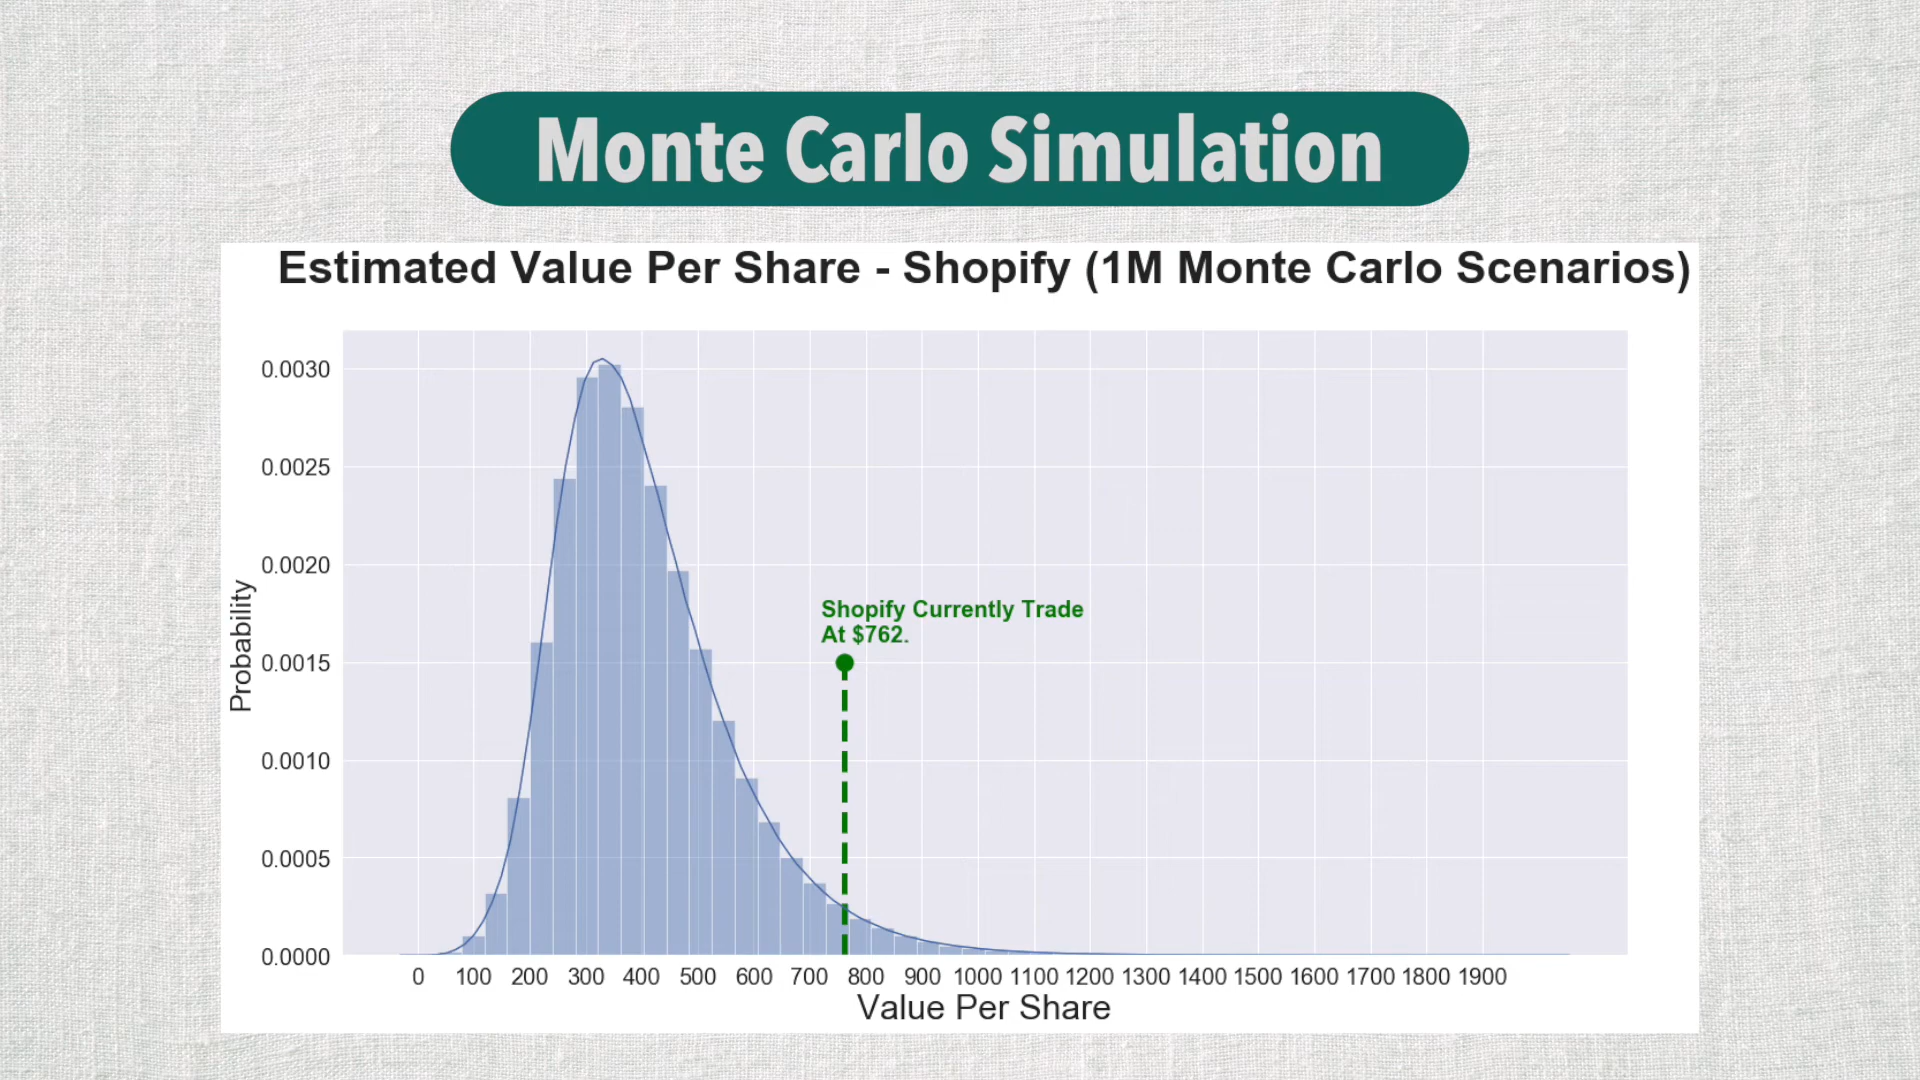 Monte Carlo Simulation
Estimated Value Per Share - Shopify (1M Monte Carlo Scenarios)
0.0030
0.0025
0.0020
0.0015
0.0010
0.0005
0.0000
Probability
Shopify Currently Trade
At $762.
0 100 200 300 400 500 600 700 800 900 1000 1100 1200 1300 1400 1500 1600 1700 1800 1900
Value Per Share